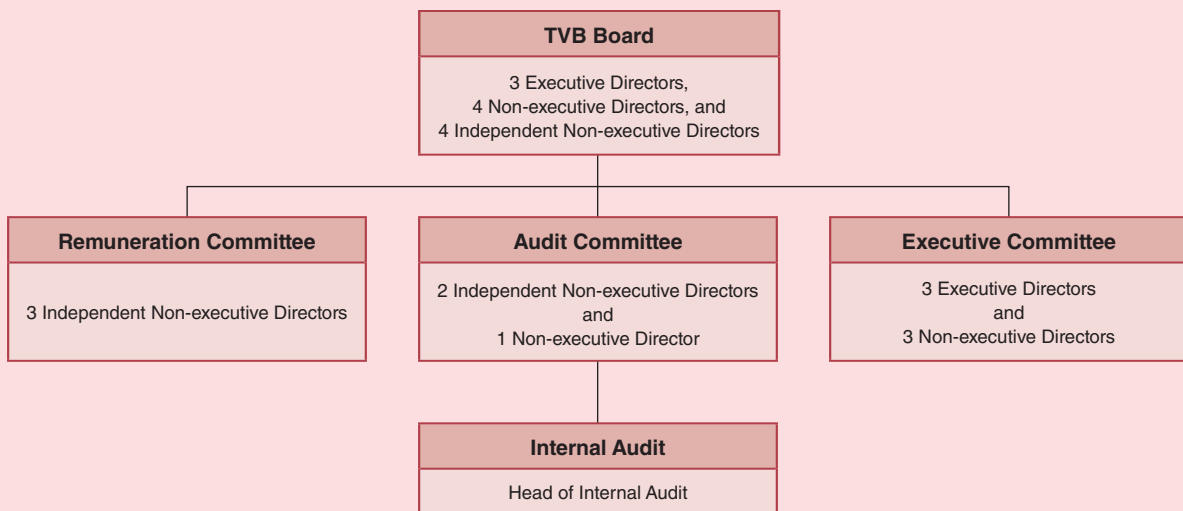 TVB Board
3 Executive Directors,
4 Non-executive Directors, and
4 Independent Non-executive Directors
Remuneration Committee
3 Independent Non-executive Directors
Audit Committee
2 Independent Non-executive Directors
and
1 Non-executive Director
Executive Committee
3 Executive Directors
and
3 Non-executive Directors
Internal Audit
Head of Internal Audit